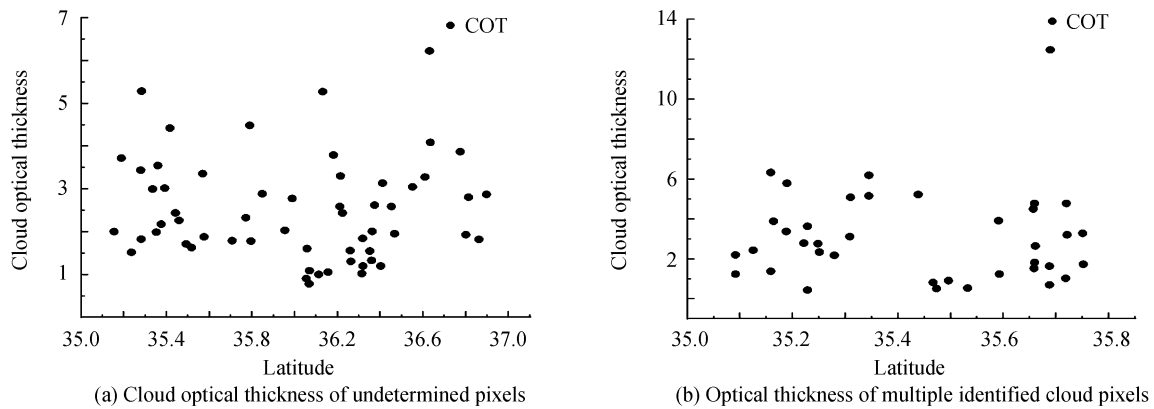 7
5
3
1
Cloud optical thickness
COT
35.0 35.4 35.8 36.2 36.6 37.0
Latitude
(a) Cloud optical thickness of undetermined pixels
14
10
6
2
Cloud optical thickness
COT
35.0 35.2 35.4 35.6 35.8
Latitude
(b) Optical thickness of multiple identified cloud pixels